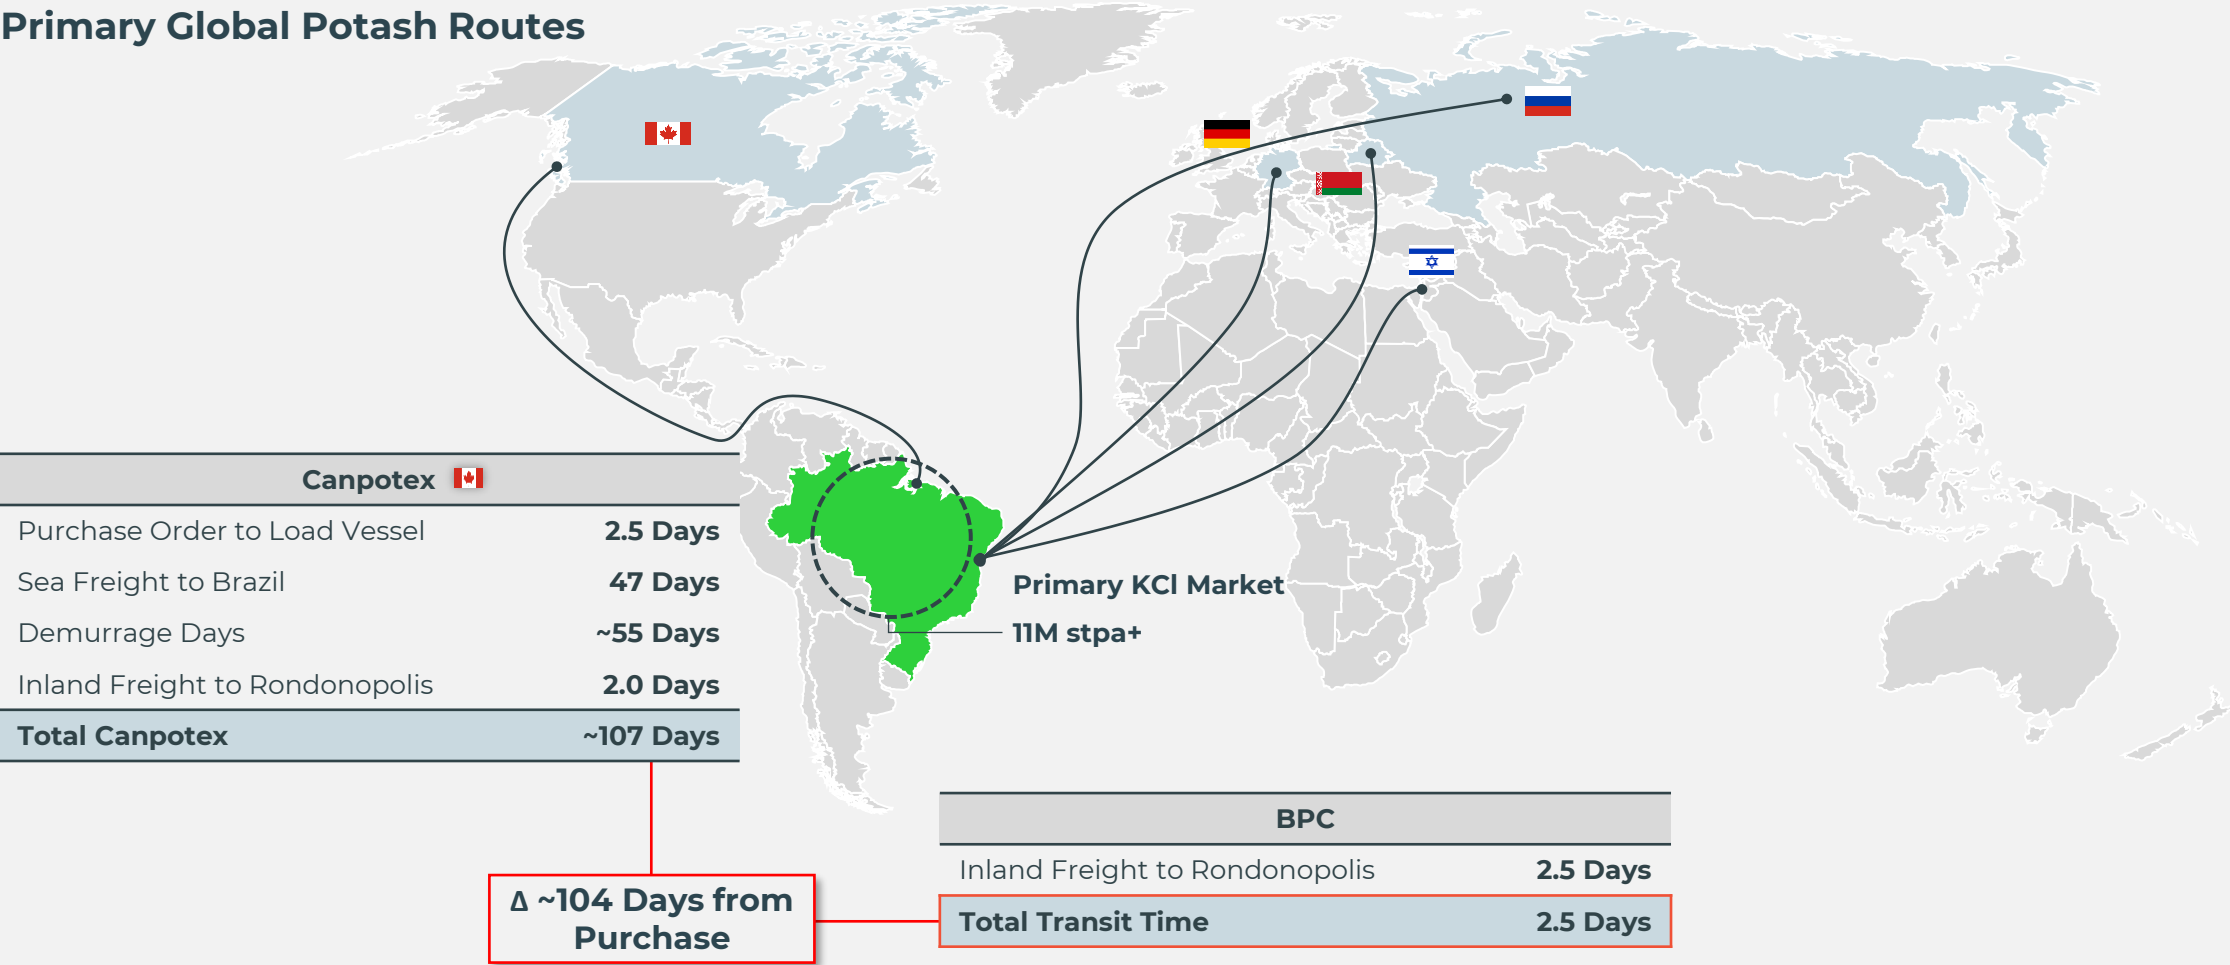 Primary Global Potash Routes
Canpotex
Purchase Order to Load Vessel 2.5 Days
Sea Freight to Brazil 47 Days
Demurrage Days ~55 Days
Inland Freight to Rondonopolis 2.0 Days
Total Canpotex ~107 Days
Primary KCl Market
11M stpa+
BPC
Inland Freight to Rondonopolis 2.5 Days
Total Transit Time 2.5 Days
Δ ~104 Days from
Purchase